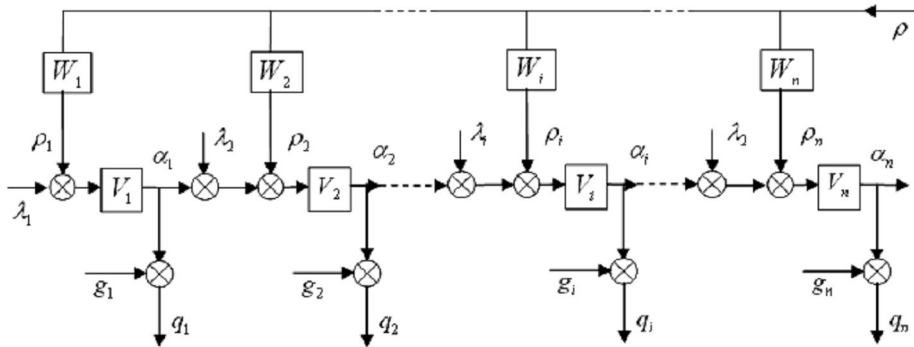 ρ
W₁ W₂ Wᵢ Wₙ
ρ₁ α₁ λ₂ ρ₂ α₂ λᵢ ρᵢ αᵢ λ₂ ρₙ αₙ
V₁ V₂ Vᵢ Vₙ
λ₁
g₁ g₂ gᵢ gₙ
q₁ q₂ qᵢ qₙ